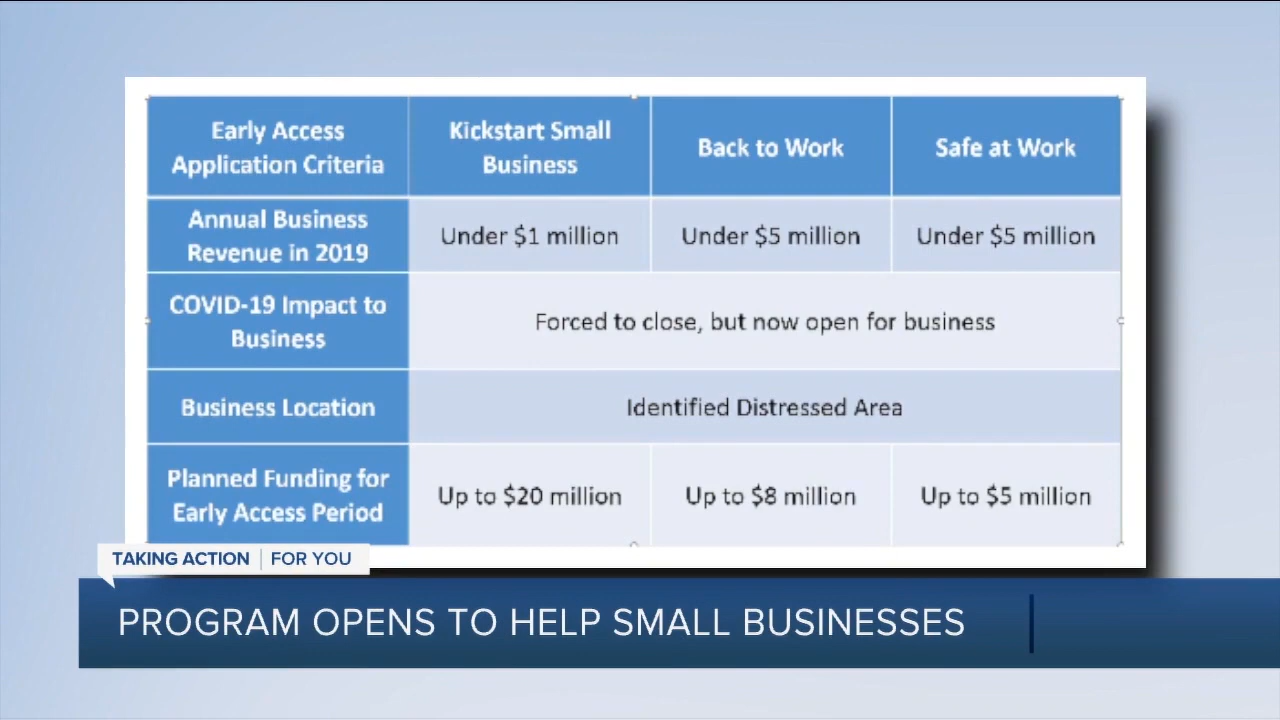 Early Access
Application Criteria
Kickstart Small
Business
Back to Work
Safe at Work
Annual Business
Revenue in 2019
Under $1 million
Under $5 million
Under $5 million
COVID-19 Impact to
Business
Forced to close, but now open for business
Business Location
Identified Distressed Area
Planned Funding for
Early Access Period
Up to $20 million
Up to $8 million
Up to $5 million
TAKING ACTION FOR YOU
PROGRAM OPENS TO HELP SMALL BUSINESSES